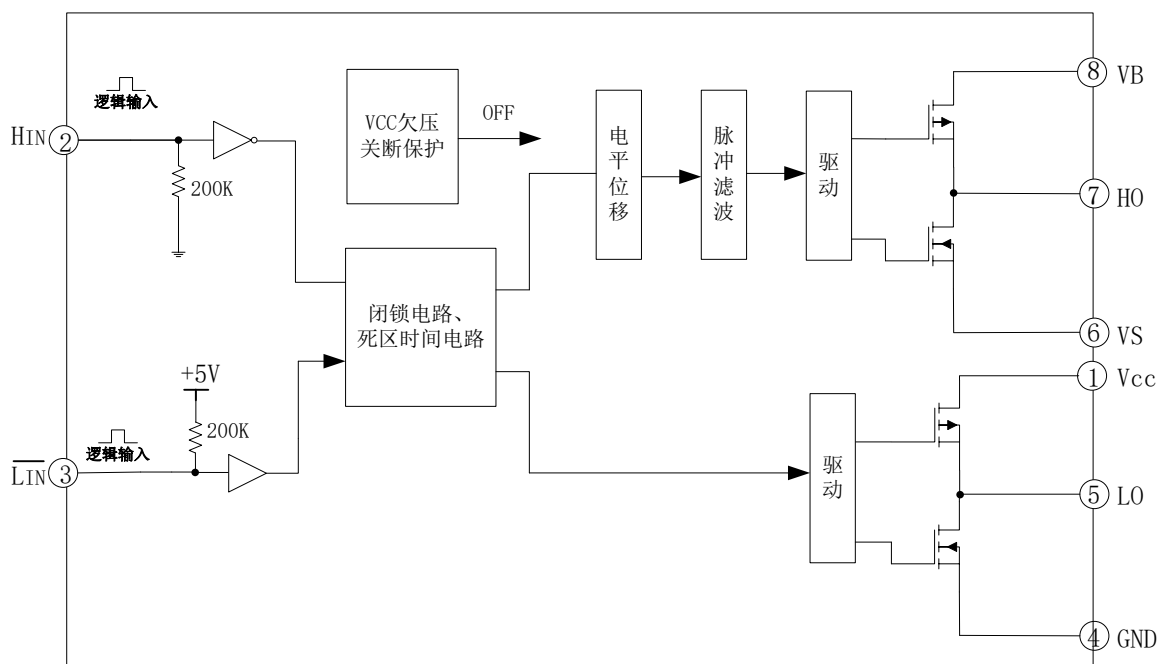 逻辑输入
HIN
2
200K
VCC欠压
关断保护
OFF
电平位移
脉冲滤波
驱动
8
VB
7
HO
6
VS
闭锁电路、
死区时间电路
+5V
200K
逻辑输入
LIN
3
驱动
1
Vcc
5
LO
4
GND